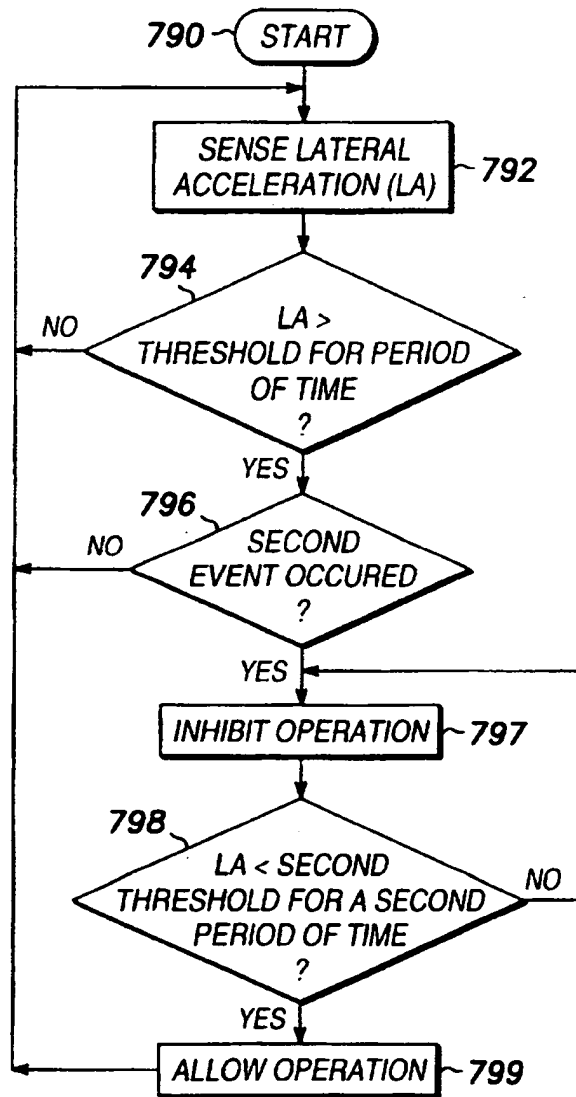 790
START
SENSE LATERAL
ACCELERATION (LA)
792
794
NO
LA >
THRESHOLD FOR PERIOD
OF TIME
?
YES
796
NO
SECOND
EVENT OCCURED
?
YES
INHIBIT OPERATION
797
798
LA < SECOND
THRESHOLD FOR A SECOND
PERIOD OF TIME
?
NO
YES
ALLOW OPERATION
799